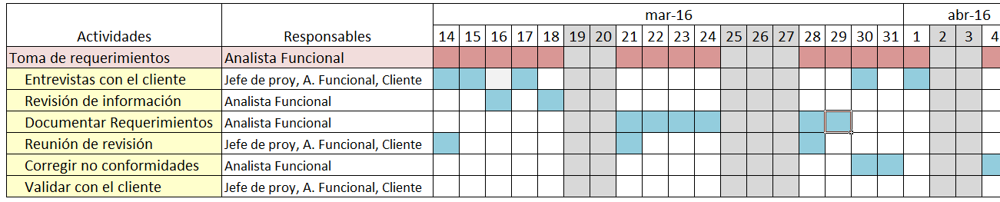 mar-16 abr-16
Actividades Responsables 14 15 16 17 18 19 20 21 22 23 24 25 26 27 28 29 30 31 1 2 3 4
Toma de requerimientos Analista Funcional
Entrevistas con el cliente Jefe de proy, A. Funcional, Cliente
Revisión de información Analista Funcional
Documentar Requerimientos Analista Funcional
Reunión de revisión Jefe de proy, A. Funcional, Cliente
Corregir no conformidades Analista Funcional
Validar con el cliente Jefe de proy, A. Funcional, Cliente